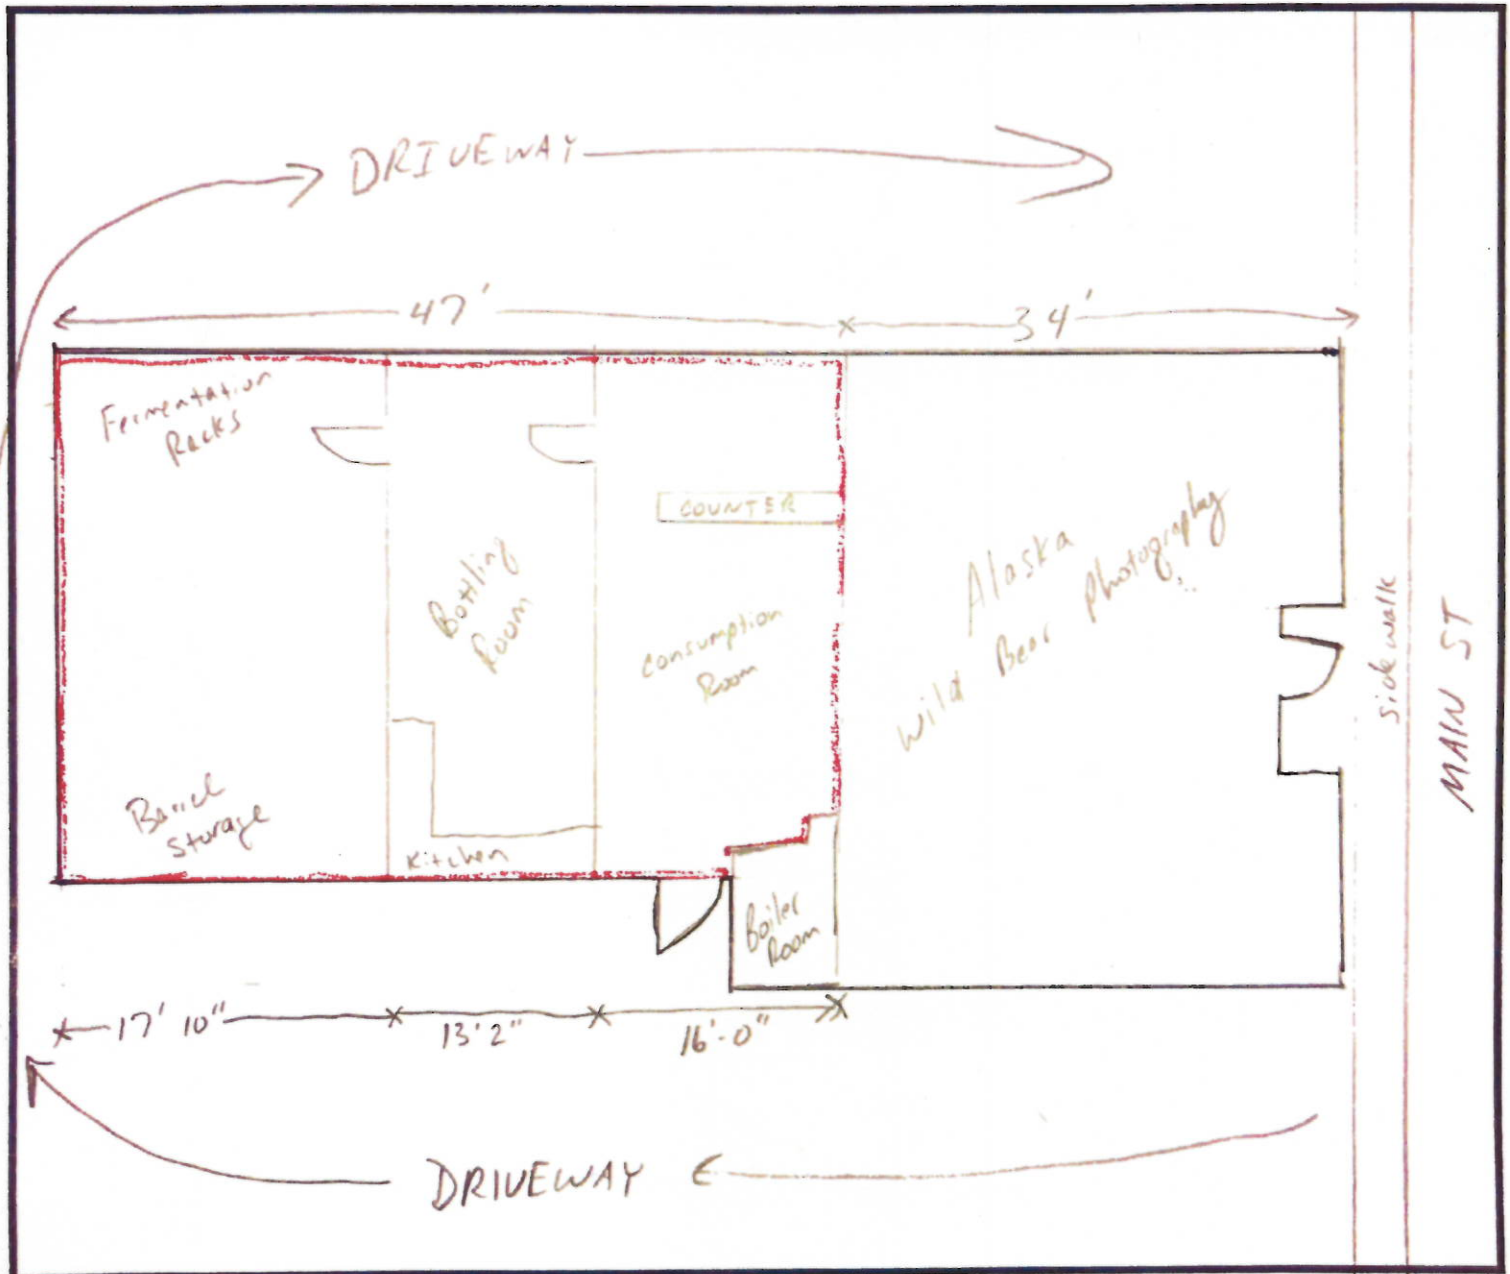 DRIVEWAY
47'
34'
Fermentation
Racks
COUNTER
Bottling
Room
Consumption
Room
Alaska
Wild Bear Photography
Sidewalk
MAIN ST
Barrel
Storage
Kitchen
Boiler
Room
17' 10"
13'2"
16'-0"
DRIVEWAY